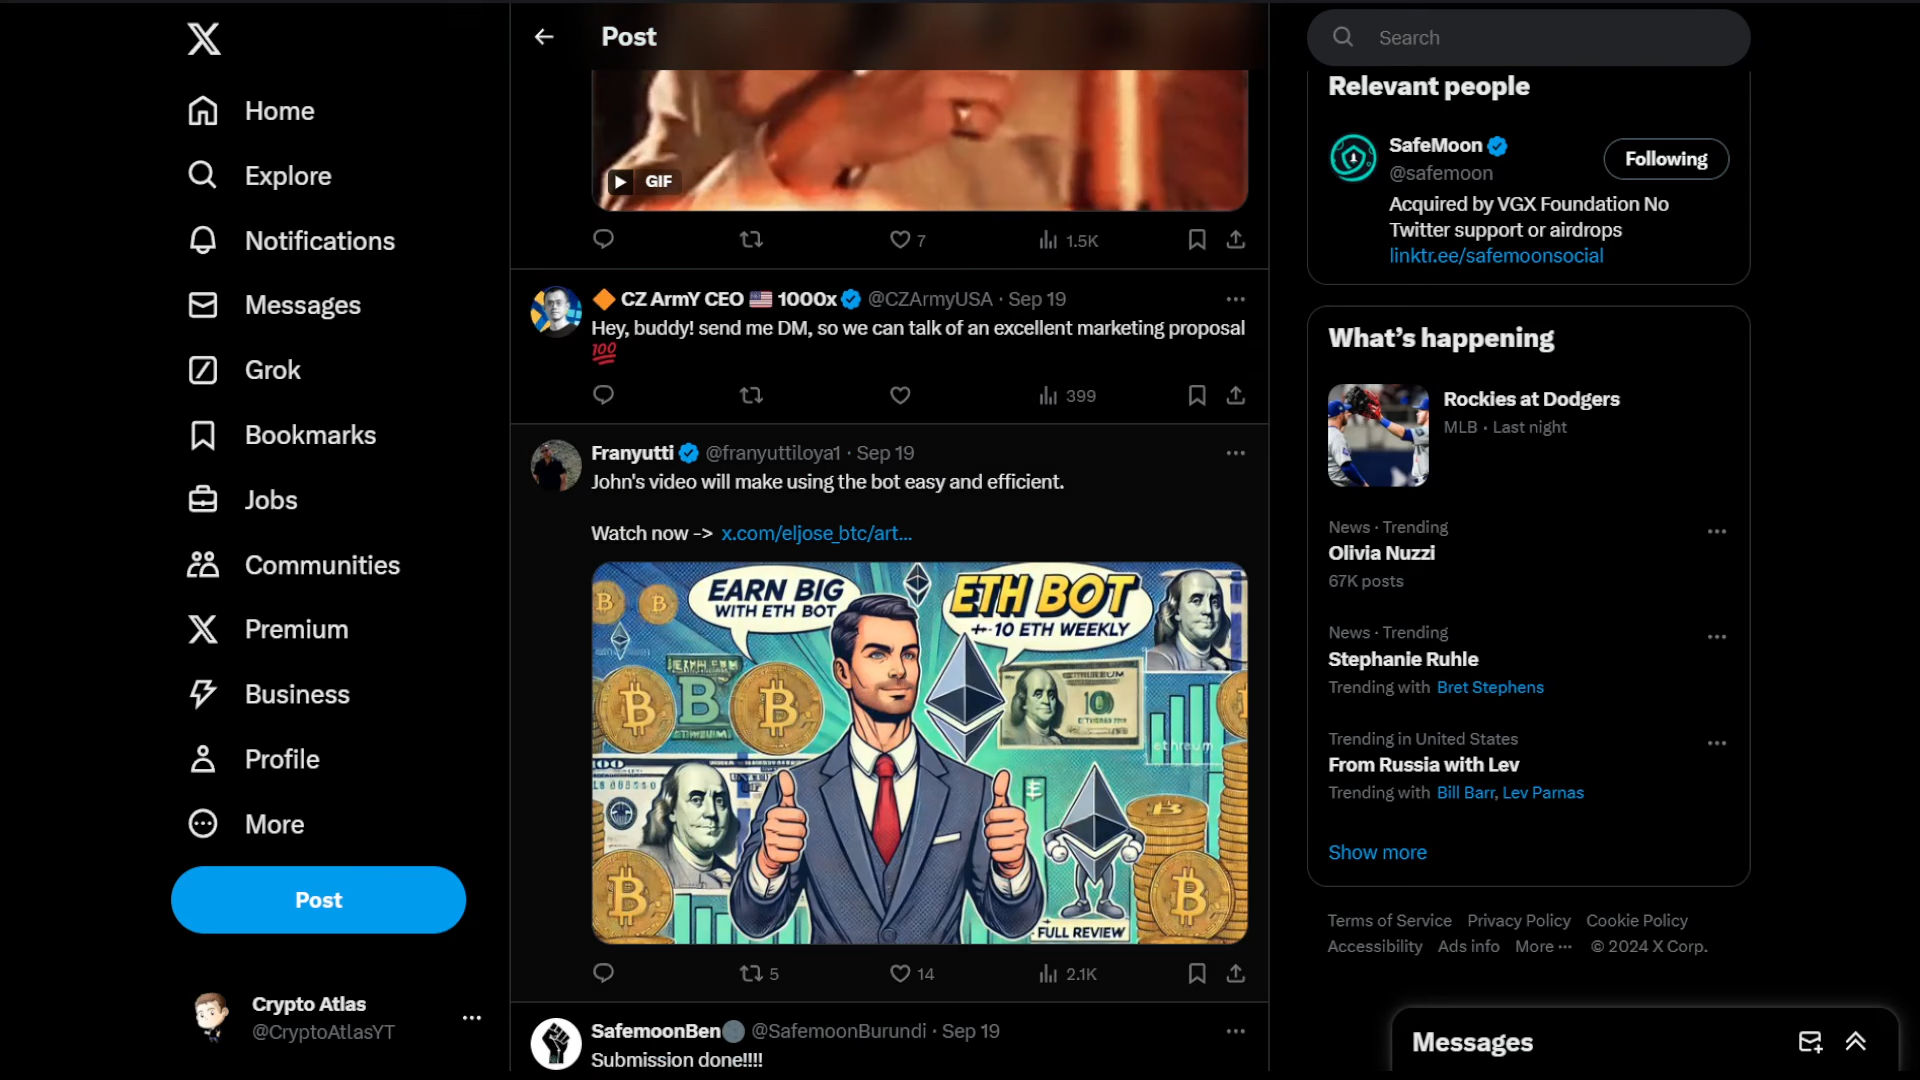 Home
Explore
Notifications
Messages
Grok
Bookmarks
Jobs
Communities
Premium
Business
Profile
More
Post
Crypto Atlas
@CryptoAtlasYT
Post
GIF
7
1.5K
CZ ArmY CEO 🇺🇸 1000x @CZArmyUSA · Sep 19
Hey, buddy! send me DM, so we can talk of an excellent marketing proposal
💯
399
Franyutti @franyuttiloya1 · Sep 19
John's video will make using the bot easy and efficient.
Watch now -> x.com/eljose_btc/art...
EARN BIG
WITH ETH BOT
ETH BOT
10 ETH WEEKLY
100
10
FULL REVIEW
5
14
2.1K
SafemoonBen @SafemoonBurundi · Sep 19
Submission done!!!!
Search
Relevant people
SafeMoon
@safemoon
Following
Acquired by VGX Foundation No
Twitter support or airdrops
linktr.ee/safemoonsocial
What's happening
Rockies at Dodgers
MLB · Last night
News · Trending
Olivia Nuzzi
67K posts
News · Trending
Stephanie Ruhle
Trending with Bret Stephens
Trending in United States
From Russia with Lev
Trending with Bill Barr, Lev Parnas
Show more
Terms of Service Privacy Policy Cookie Policy
Accessibility Ads info More ··· © 2024 X Corp.
Messages